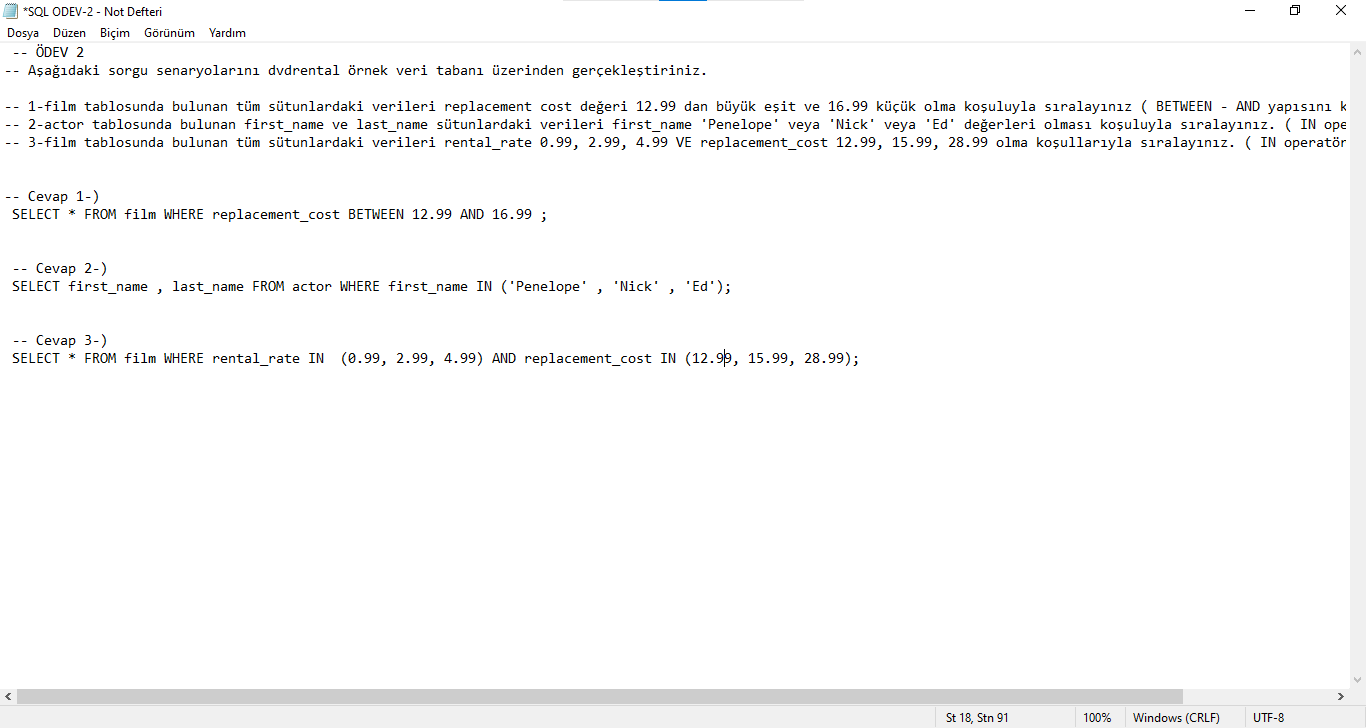 *SQL ODEV-2 - Not Defteri
Dosya Düzen Biçim Görünüm Yardım
-- ÖDEV 2
-- Aşağıdaki sorgu senaryolarını dvdrental örnek veri tabanı üzerinden gerçekleştiriniz.
-- 1-film tablosunda bulunan tüm sütunlardaki verileri replacement cost değeri 12.99 dan büyük eşit ve 16.99 küçük olma koşuluyla sıralayınız ( BETWEEN - AND yapısını k
-- 2-actor tablosunda bulunan first_name ve last_name sütunlardaki verileri first_name 'Penelope' veya 'Nick' veya 'Ed' değerleri olması koşuluyla sıralayınız. ( IN ope
-- 3-film tablosunda bulunan tüm sütunlardaki verileri rental_rate 0.99, 2.99, 4.99 VE replacement_cost 12.99, 15.99, 28.99 olma koşullarıyla sıralayınız. ( IN operatör
-- Cevap 1-)
SELECT * FROM film WHERE replacement_cost BETWEEN 12.99 AND 16.99 ;
-- Cevap 2-)
SELECT first_name , last_name FROM actor WHERE first_name IN ('Penelope' , 'Nick' , 'Ed');
-- Cevap 3-)
SELECT * FROM film WHERE rental_rate IN  (0.99, 2.99, 4.99) AND replacement_cost IN (12.99, 15.99, 28.99);
St 18, Stn 91 100% Windows (CRLF) UTF-8